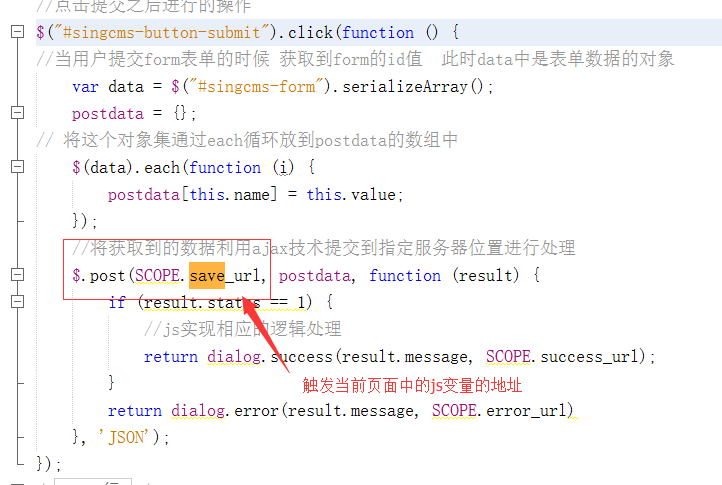 //点击提交之后进行的操作
$("#singcms-button-submit").click(function () {
//当用户提交form表单的时候 获取到form的id值  此时data中是表单数据的对象
var data = $("#singcms-form").serializeArray();
postdata = {};
// 将这个对象集通过each循环放到postdata的数组中
$(data).each(function (i) {
postdata[this.name] = this.value;
});
//将获取到的数据利用ajax技术提交到指定服务器位置进行处理
$.post(SCOPE.save_url, postdata, function (result) {
if (result.status == 1) {
//js实现相应的逻辑处理
return dialog.success(result.message, SCOPE.success_url);
触发当前页面中的js变量的地址
}
return dialog.error(result.message, SCOPE.error_url)
}, 'JSON');
});